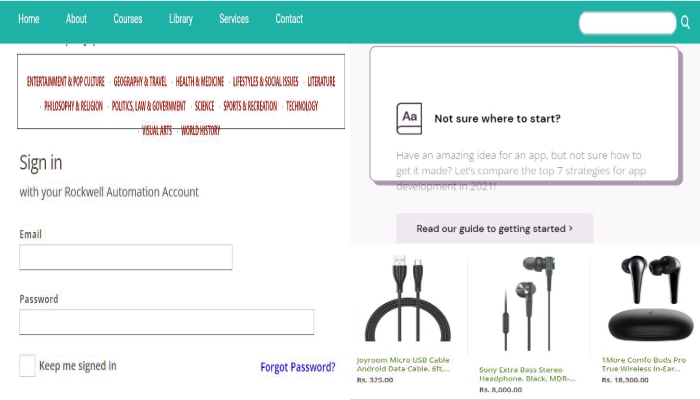 Home About Courses Library Services Contact
ENTERTAINMENT & POP CULTURE · GEOGRAPHY & TRAVEL · HEALTH & MEDICINE · LIFESTYLES & SOCIAL ISSUES · LITERATURE
· PHILOSOPHY & RELIGION · POLITICS, LAW & GOVERNMENT · SCIENCE · SPORTS & RECREATION · TECHNOLOGY
· VISUAL ARTS · WORLD HISTORY
Sign in
with your Rockwell Automation Account
Email
Password
Keep me signed in
Forgot Password?
Aa
Not sure where to start?
Have an amazing idea for an app, but not sure how to
get it made? Let's compare the top 7 strategies for app
development in 2021!
Read our guide to getting started >
Joyroom Micro USB Cable
Android Data Cable, 6ft,...
Rs. 325.00
Sony Extra Bass Stereo
Headphone, Black, MDR-...
Rs. 8,000.00
1More Comfo Buds Pro
True Wireless In-Ear...
Rs. 18,300.00